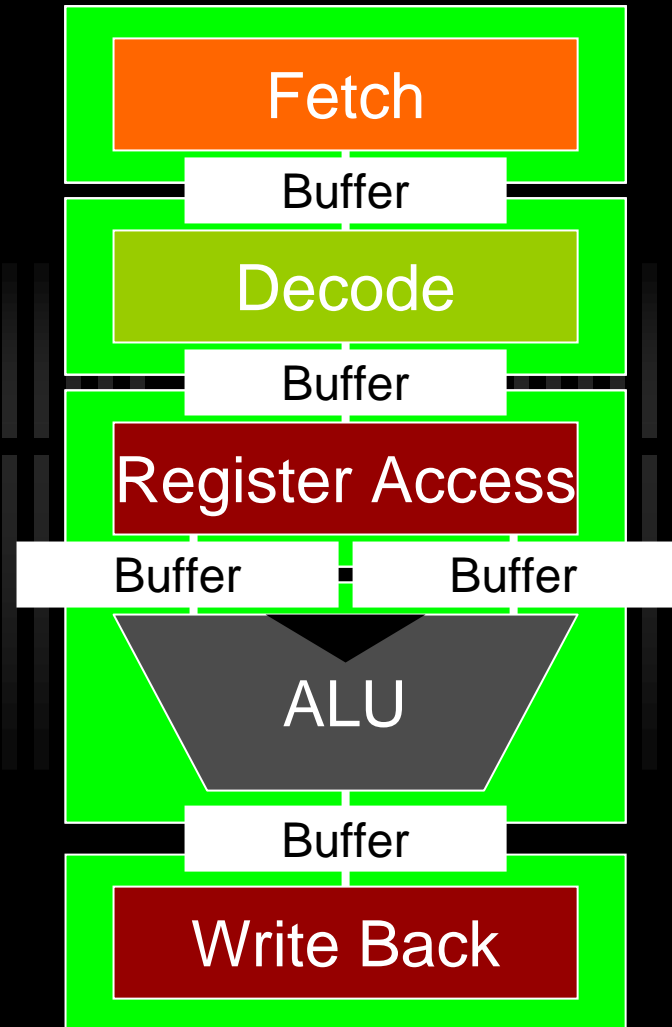 Fetch
Buffer
Decode
Buffer
Register Access
Buffer
Buffer
ALU
Buffer
Write Back